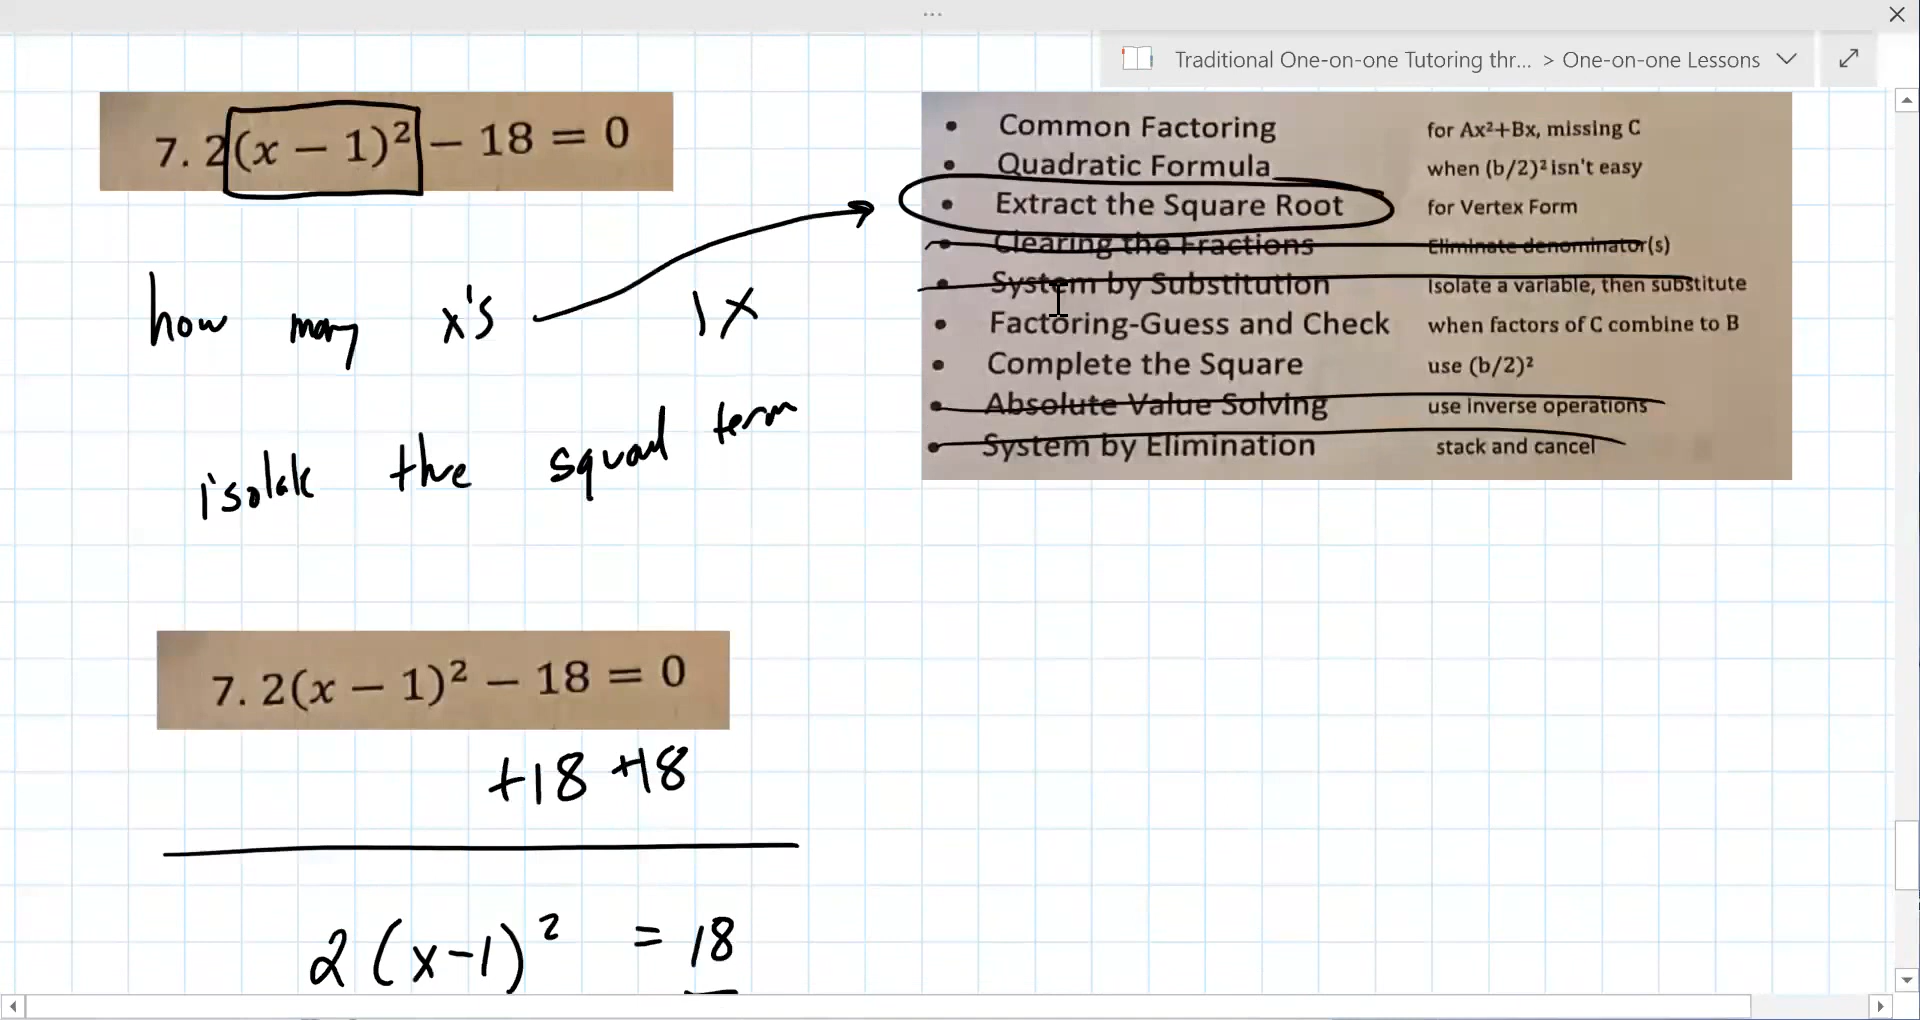 ...
Traditional One-on-one Tutoring thr... > One-on-one Lessons
7. 2(x − 1)² − 18 = 0
how many x's 1 X
isolate the squared term
• Common Factoring for Ax²+Bx, missing C
• Quadratic Formula when (b/2)² isn't easy
• Extract the Square Root for Vertex Form
• Clearing the Fractions Eliminate denominator(s)
• System by Substitution Isolate a variable, then substitute
• Factoring-Guess and Check when factors of C combine to B
• Complete the Square use (b/2)²
• Absolute Value Solving use inverse operations
• System by Elimination stack and cancel
7. 2(x − 1)² − 18 = 0
+18 +18
2(x-1)² = 18